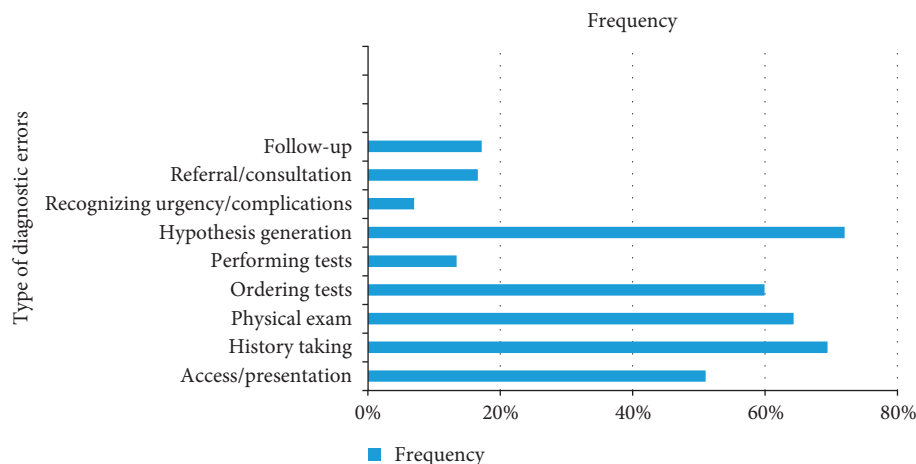 Frequency
Type of diagnostic errors
Follow-up
Referral/consultation
Recognizing urgency/complications
Hypothesis generation
Performing tests
Ordering tests
Physical exam
History taking
Access/presentation
0% 20% 40% 60% 80%
Frequency